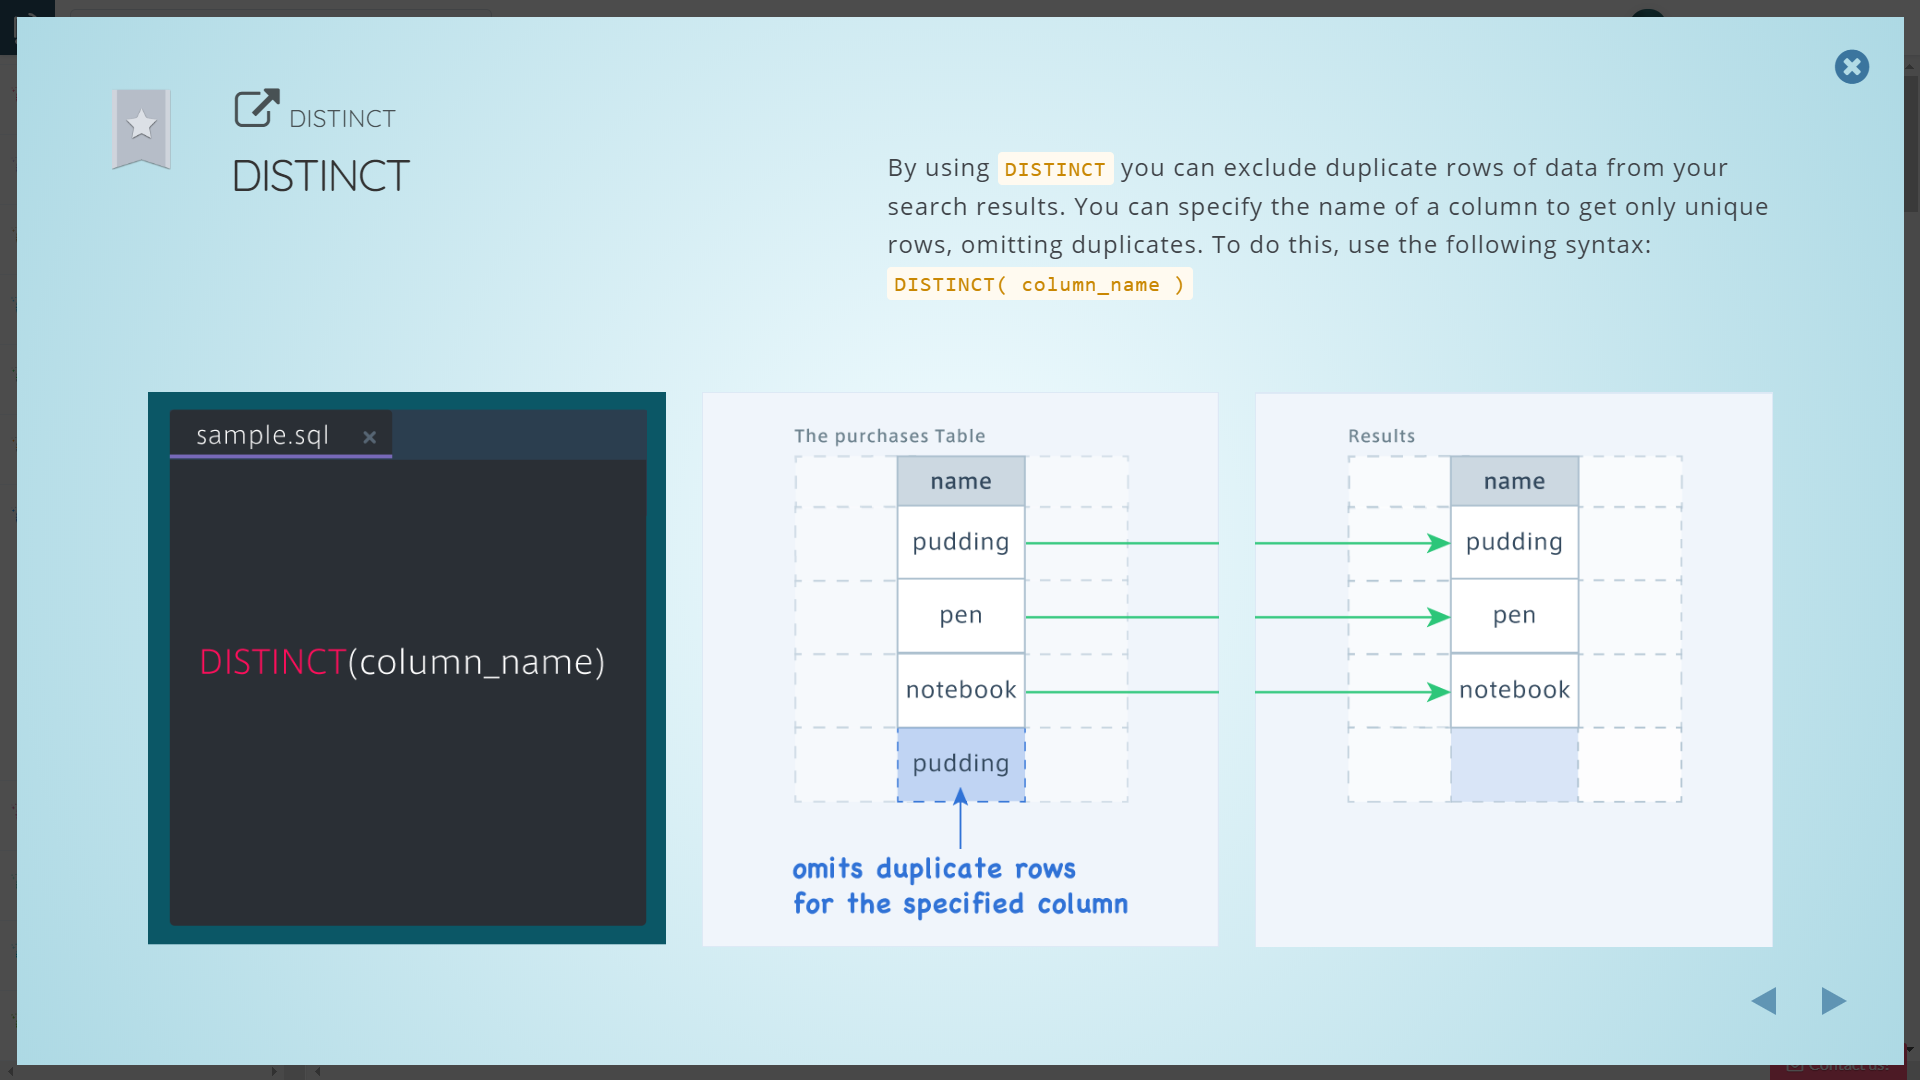 DISTINCT
DISTINCT
By using DISTINCT you can exclude duplicate rows of data from your
search results. You can specify the name of a column to get only unique
rows, omitting duplicates. To do this, use the following syntax:
DISTINCT( column_name )
sample.sql ×
DISTINCT(column_name)
The purchases Table
name
pudding
pen
notebook
pudding
omits duplicate rows
for the specified column
Results
name
pudding
pen
notebook
Contact us!